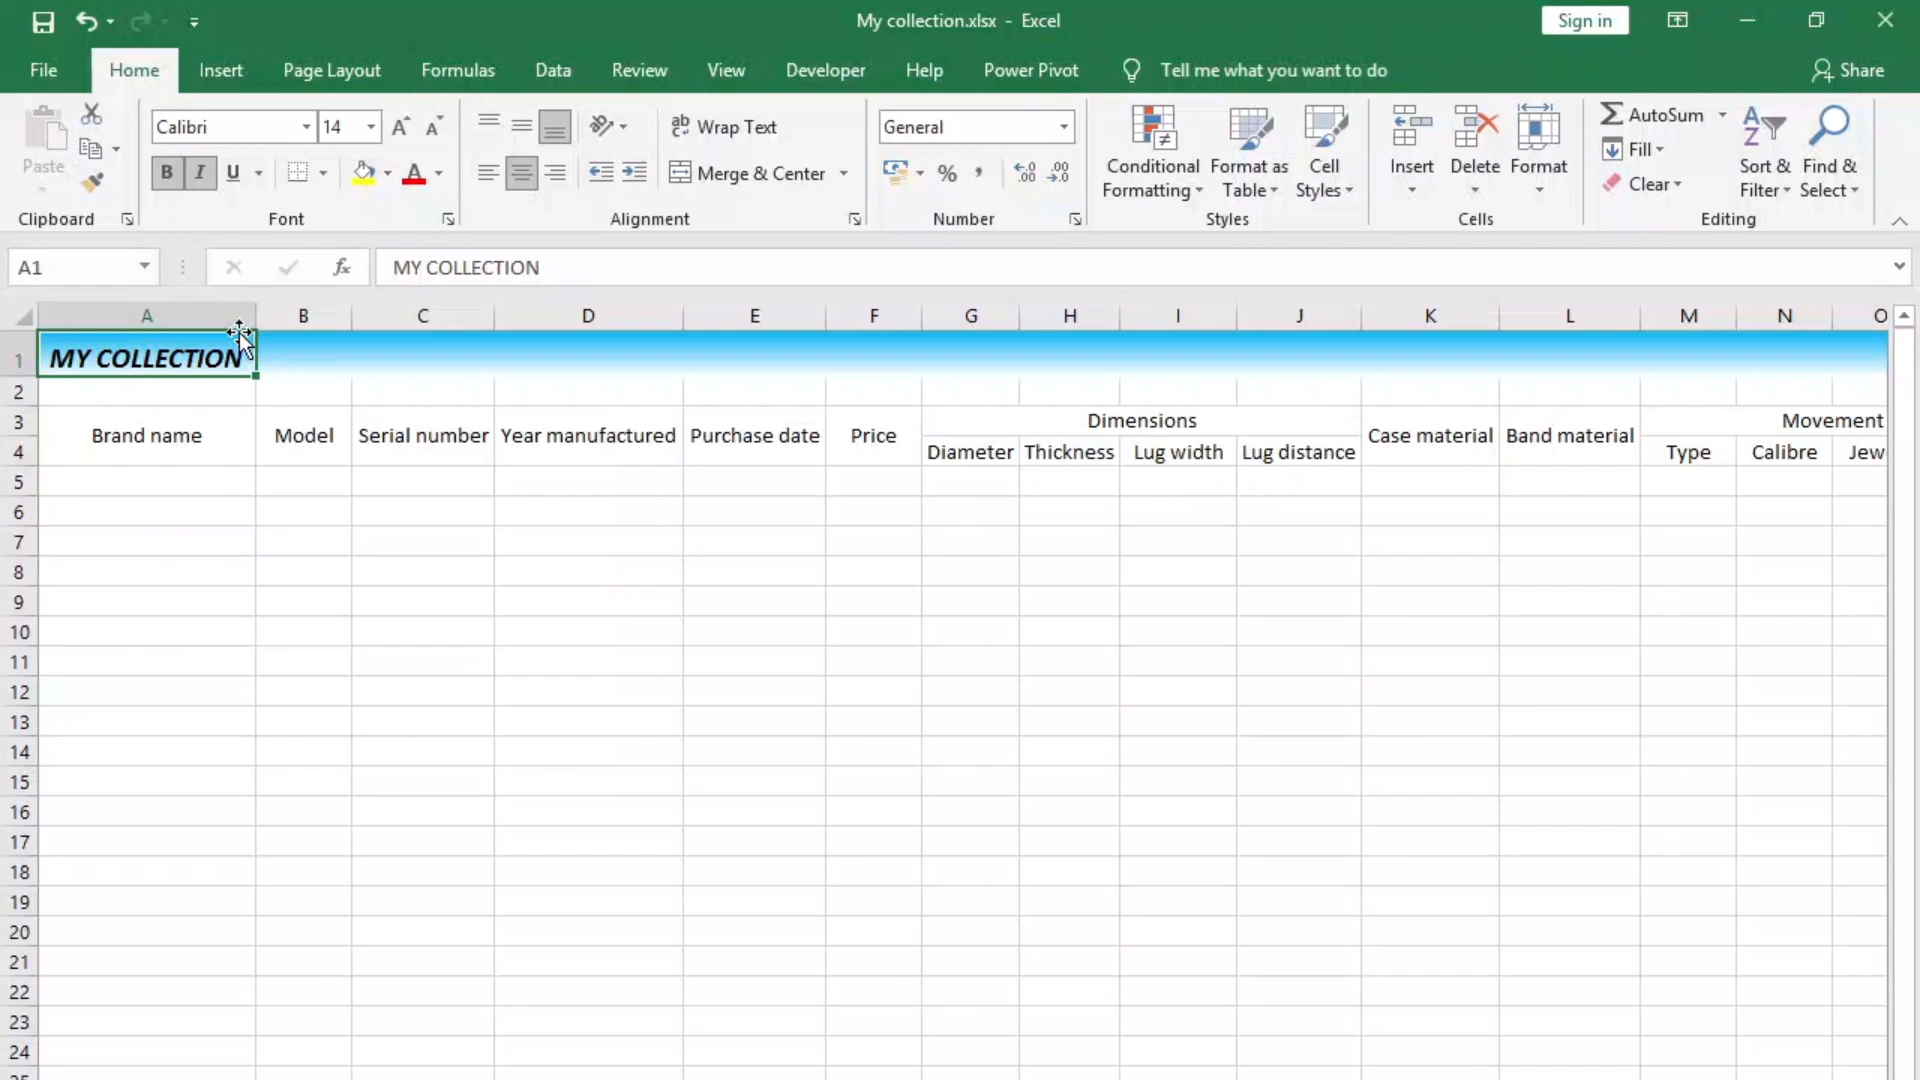 My collection.xlsx - Excel
Sign in
File Home Insert Page Layout Formulas Data Review View Developer Help Power Pivot Tell me what you want to do Share
Paste
Clipboard
Calibri 14
B I U
Font
Wrap Text
Merge & Center
Alignment
General
%
Number
Conditional Formatting
Format as Table
Cell Styles
Styles
Insert Delete Format
Cells
AutoSum
Fill
Clear
Sort & Filter
Find & Select
Editing
A1 fx MY COLLECTION
A B C D E F G H I J K L M N O
1 MY COLLECTION
2
3 Brand name Model Serial number Year manufactured Purchase date Price Dimensions Case material Band material Movement
4 Diameter Thickness Lug width Lug distance Type Calibre Jew
5
6
7
8
9
10
11
12
13
14
15
16
17
18
19
20
21
22
23
24